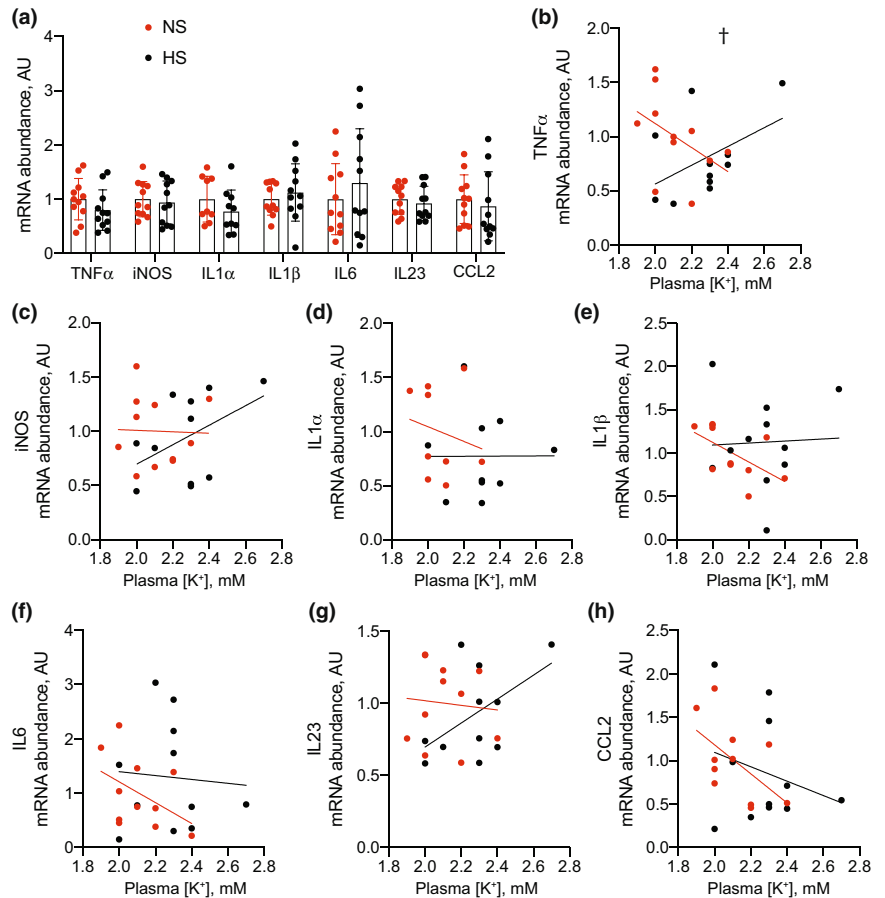 (a)
NS
HS
mRNA abundance, AU
5
4
3
2
1
0
TNFα iNOS IL1α IL1β IL6 IL23 CCL2
(b)
†
TNFα
mRNA abundance, AU
2.0
1.5
1.0
0.5
0.0
1.8 2.0 2.2 2.4 2.6 2.8
Plasma [K⁺], mM
(c)
iNOS
mRNA abundance, AU
2.0
1.5
1.0
0.5
0.0
1.8 2.0 2.2 2.4 2.6 2.8
Plasma [K⁺], mM
(d)
IL1α
mRNA abundance, AU
2.0
1.5
1.0
0.5
0.0
1.8 2.0 2.2 2.4 2.6 2.8
Plasma [K⁺], mM
(e)
IL1β
mRNA abundance, AU
2.5
2.0
1.5
1.0
0.5
0.0
1.8 2.0 2.2 2.4 2.6 2.8
Plasma [K⁺], mM
(f)
IL6
mRNA abundance, AU
4
3
2
1
0
1.8 2.0 2.2 2.4 2.6 2.8
Plasma [K⁺], mM
(g)
IL23
mRNA abundance, AU
1.5
1.0
0.5
0.0
1.8 2.0 2.2 2.4 2.6 2.8
Plasma [K⁺], mM
(h)
CCL2
mRNA abundance, AU
2.5
2.0
1.5
1.0
0.5
0.0
1.8 2.0 2.2 2.4 2.6 2.8
Plasma [K⁺], mM